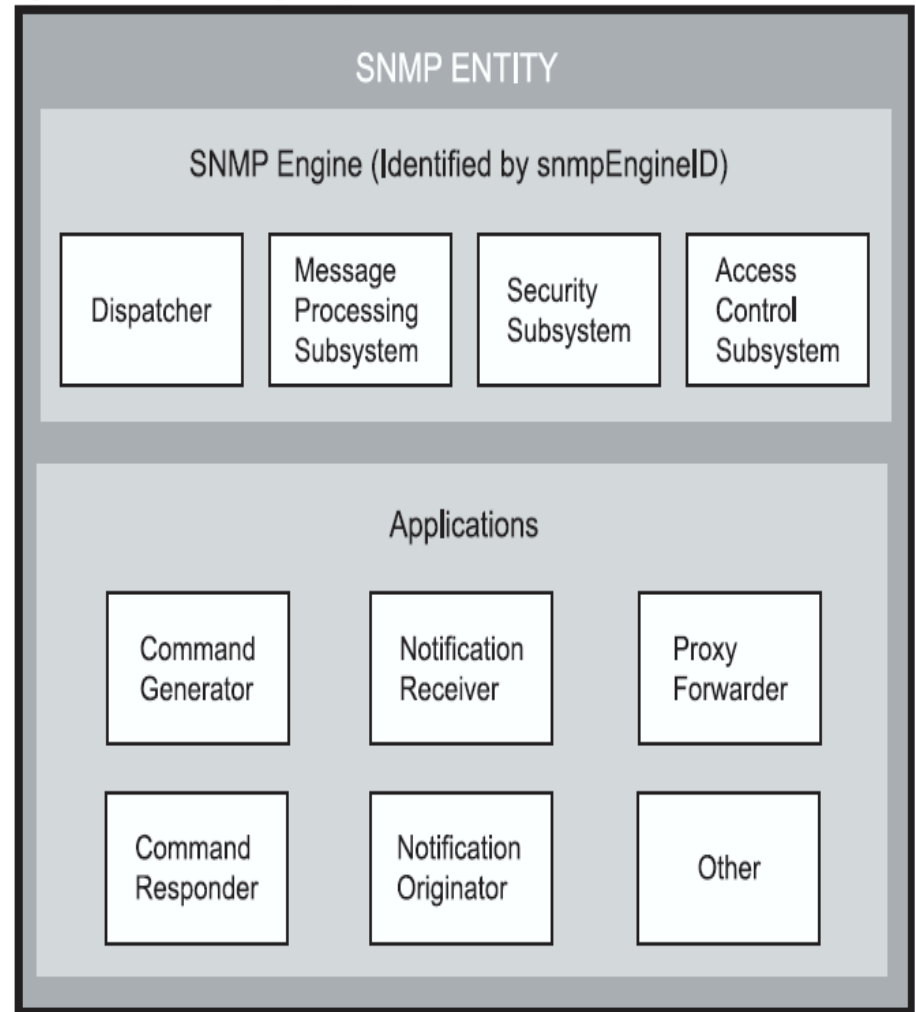 SNMP ENTITY
SNMP Engine (Identified by snmpEngineID)
Dispatcher
Message
Processing
Subsystem
Security
Subsystem
Access
Control
Subsystem
Applications
Command
Generator
Notification
Receiver
Proxy
Forwarder
Command
Responder
Notification
Originator
Other